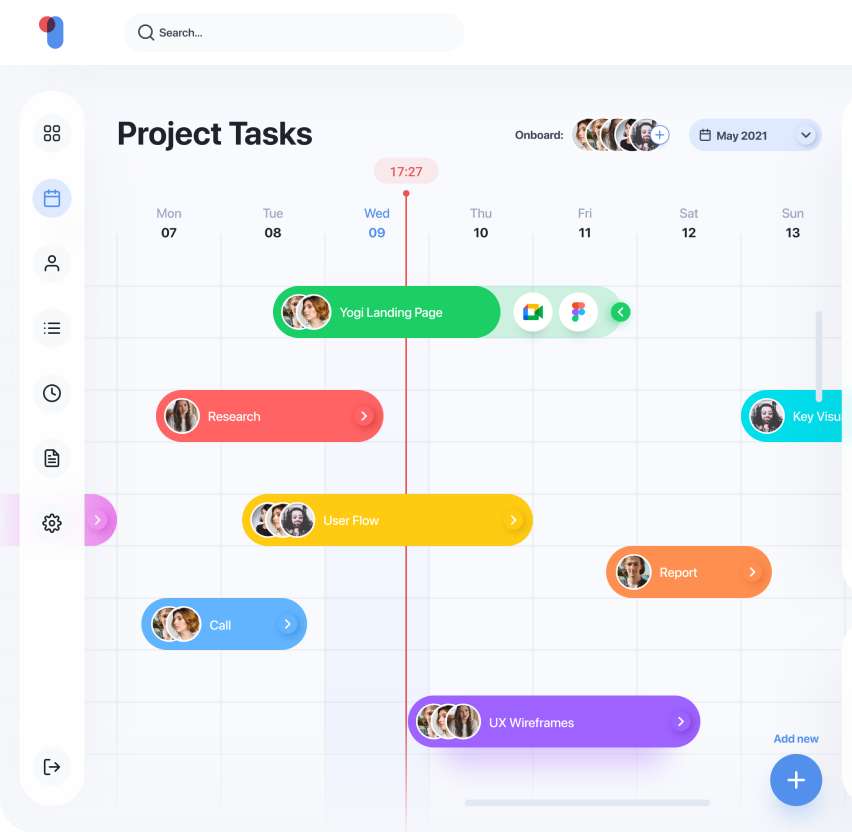 Search...
Project Tasks
Onboard:
May 2021
17:27
Mon
Tue
Wed
Thu
Fri
Sat
Sun
07
08
09
10
11
12
13
Yogi Landing Page
Research
Key Visu
User Flow
Report
Call
UX Wireframes
Add new